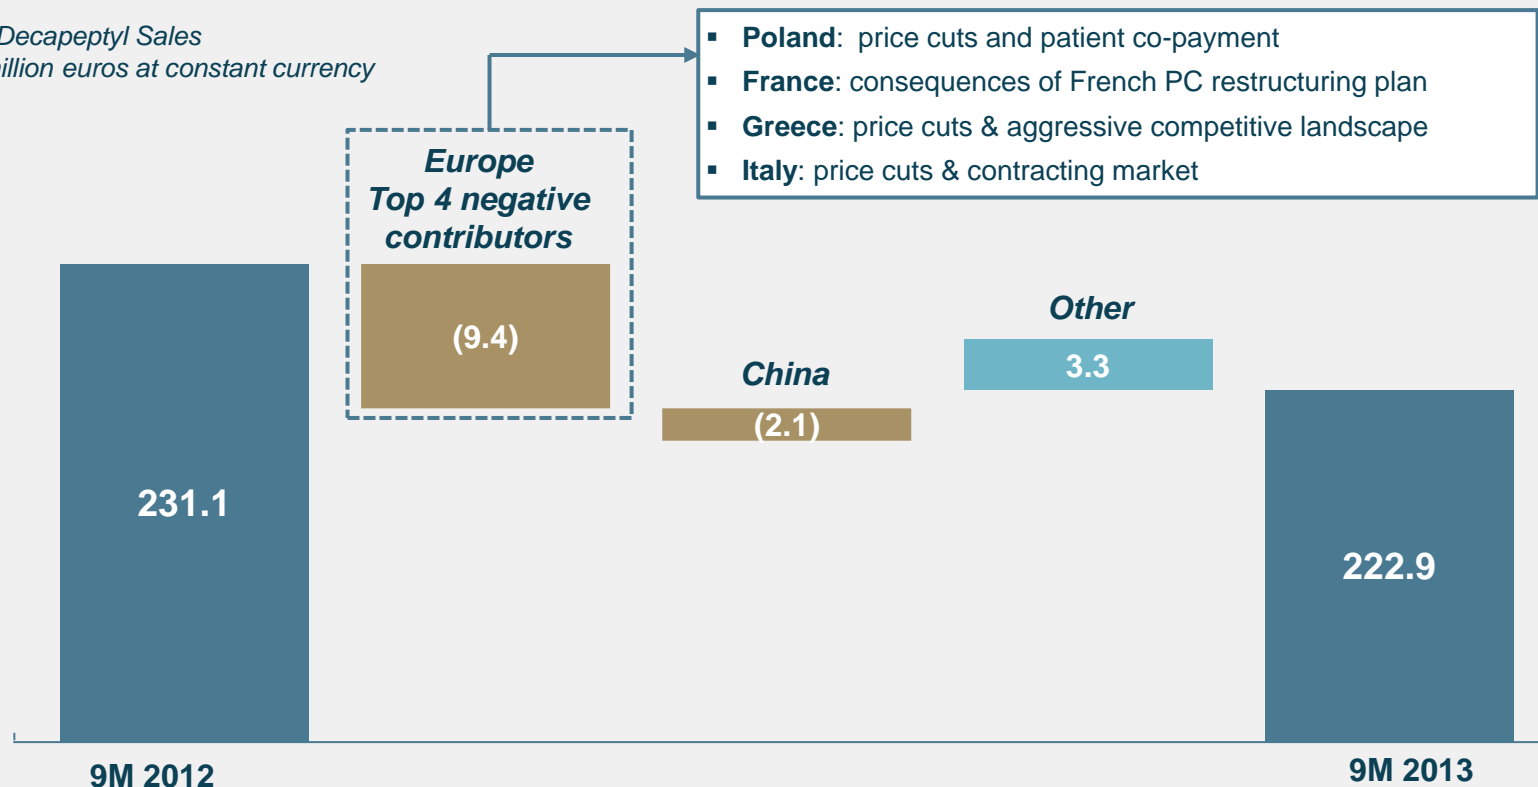 Decapeptyl Sales
illion euros at constant currency
▪ Poland: price cuts and patient co-payment
▪ France: consequences of French PC restructuring plan
▪ Greece: price cuts & aggressive competitive landscape
▪ Italy: price cuts & contracting market
Europe
Top 4 negative
contributors
(9.4)
China
(2.1)
Other
3.3
231.1
222.9
9M 2012
9M 2013